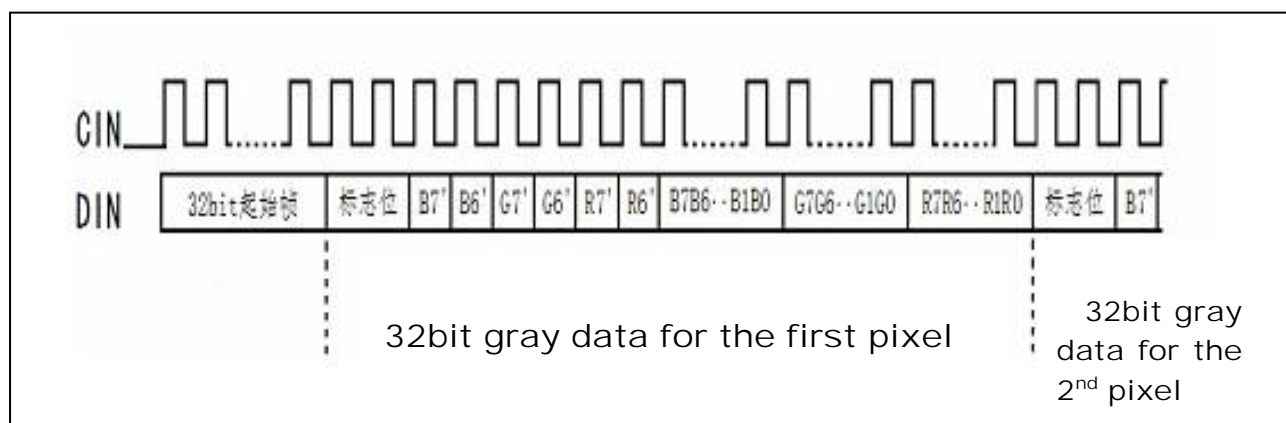 CIN
DIN 32bit起始帧 标志位 B7' B6' G7' G6' R7' R6' B7B6··B1B0 G7G6··G1G0 R7R6··R1R0 标志位 B7'
32bit gray data for the first pixel
32bit gray
data for the
2nd pixel